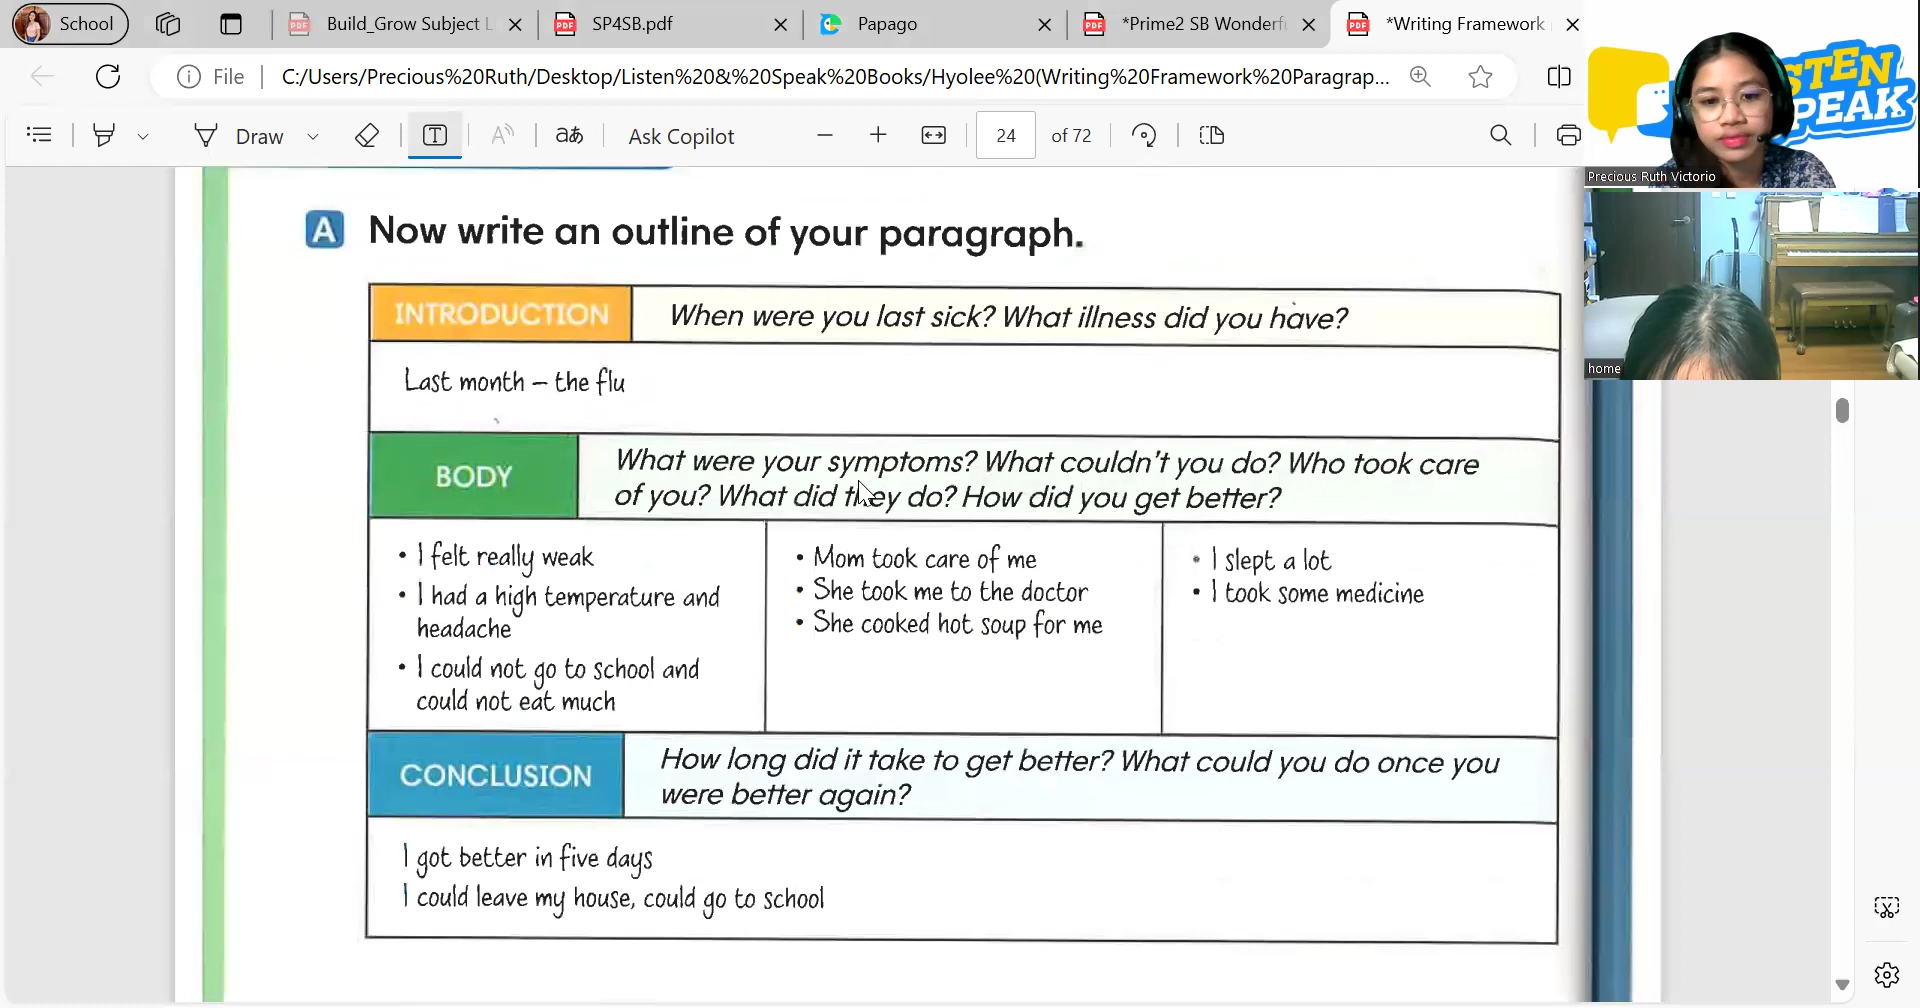 School
Build_Grow Subject L
SP4SB.pdf
Papago
*Prime2 SB Wonderf
*Writing Framework
File
C:/Users/Precious%20Ruth/Desktop/Listen%20&%20Speak%20Books/Hyolee%20(Writing%20Framework%20Paragrap...
Draw
T
A
aあ
Ask Copilot
24
of 72
STEN
PEAK
Precious Ruth Victorio
home
A Now write an outline of your paragraph.
INTRODUCTION
When were you last sick? What illness did you have?
Last month – the flu
BODY
What were your symptoms? What couldn't you do? Who took care
of you? What did they do? How did you get better?
• I felt really weak
• I had a high temperature and
headache
• I could not go to school and
could not eat much
• Mom took care of me
• She took me to the doctor
• She cooked hot soup for me
• I slept a lot
• I took some medicine
CONCLUSION
How long did it take to get better? What could you do once you
were better again?
I got better in five days
I could leave my house, could go to school